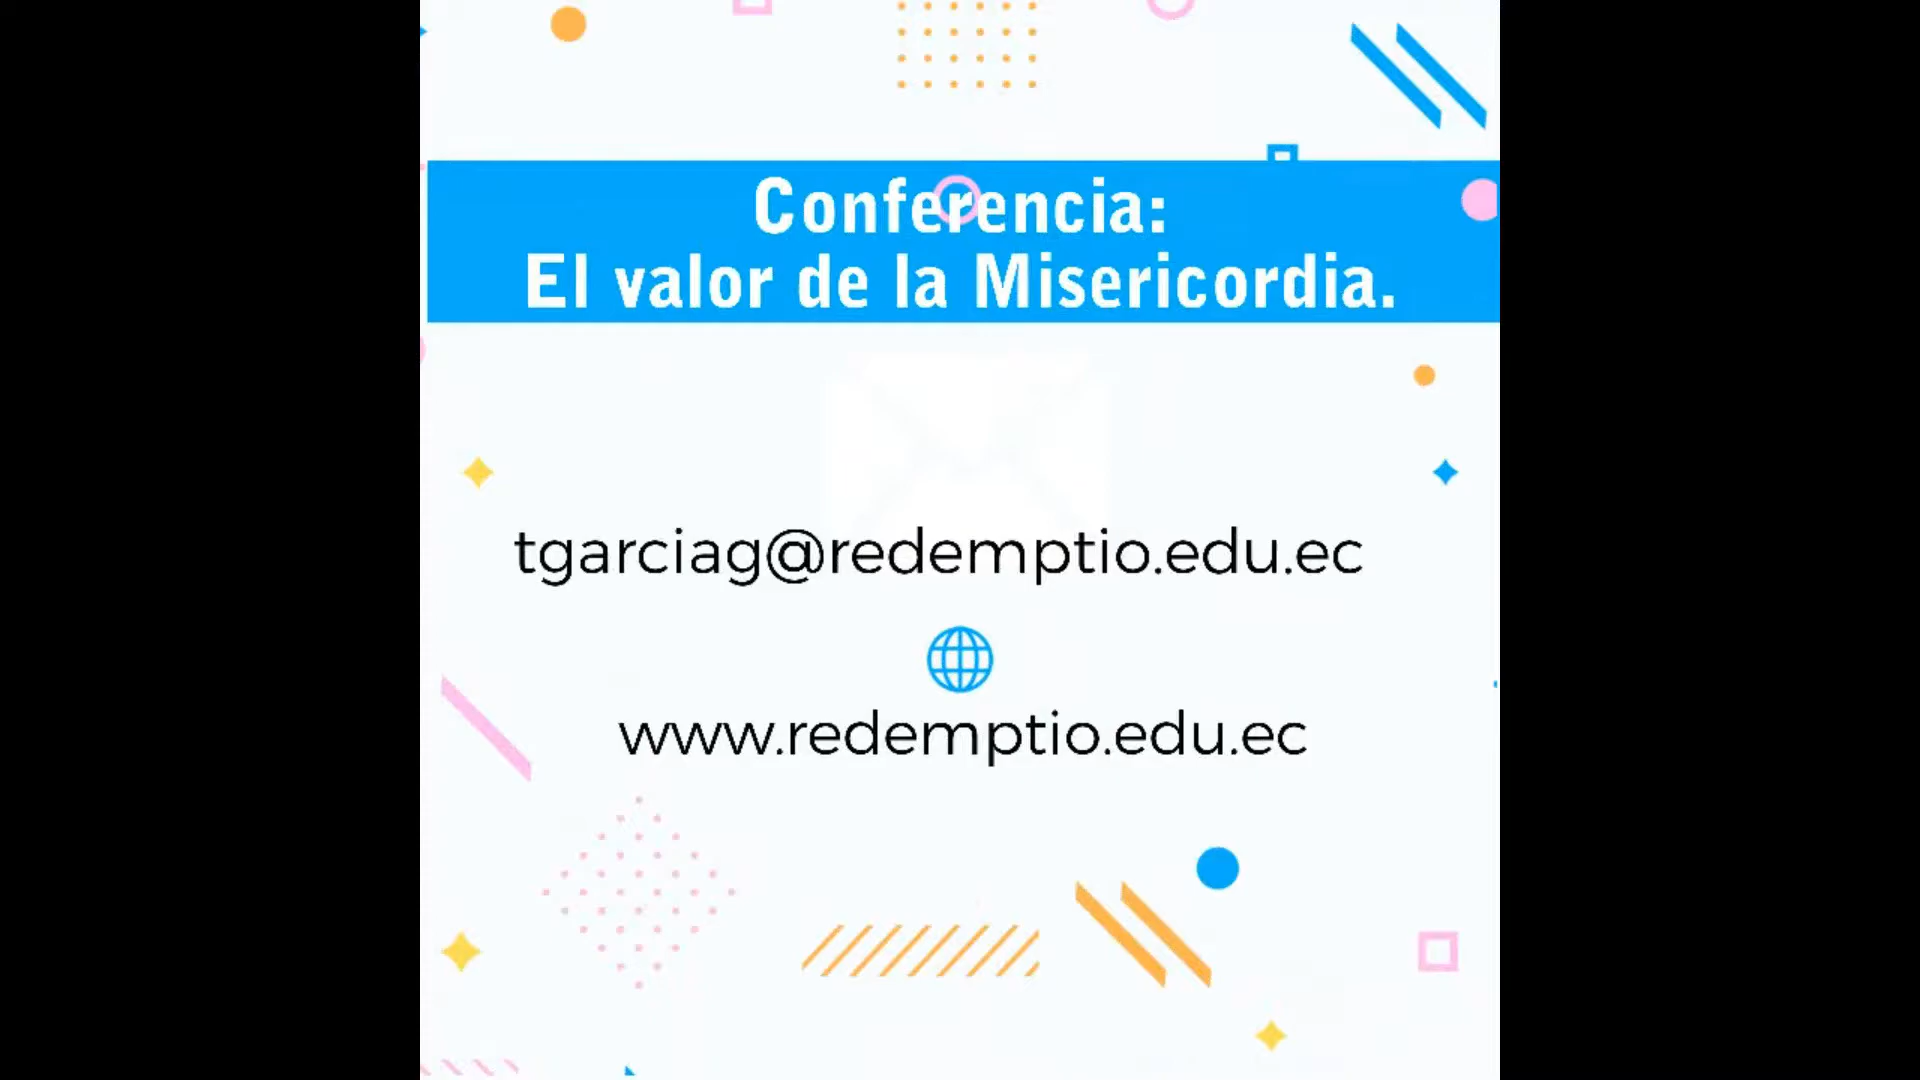 Conferencia:
El valor de la Misericordia.
tgarciag@redemptio.edu.ec
www.redemptio.edu.ec